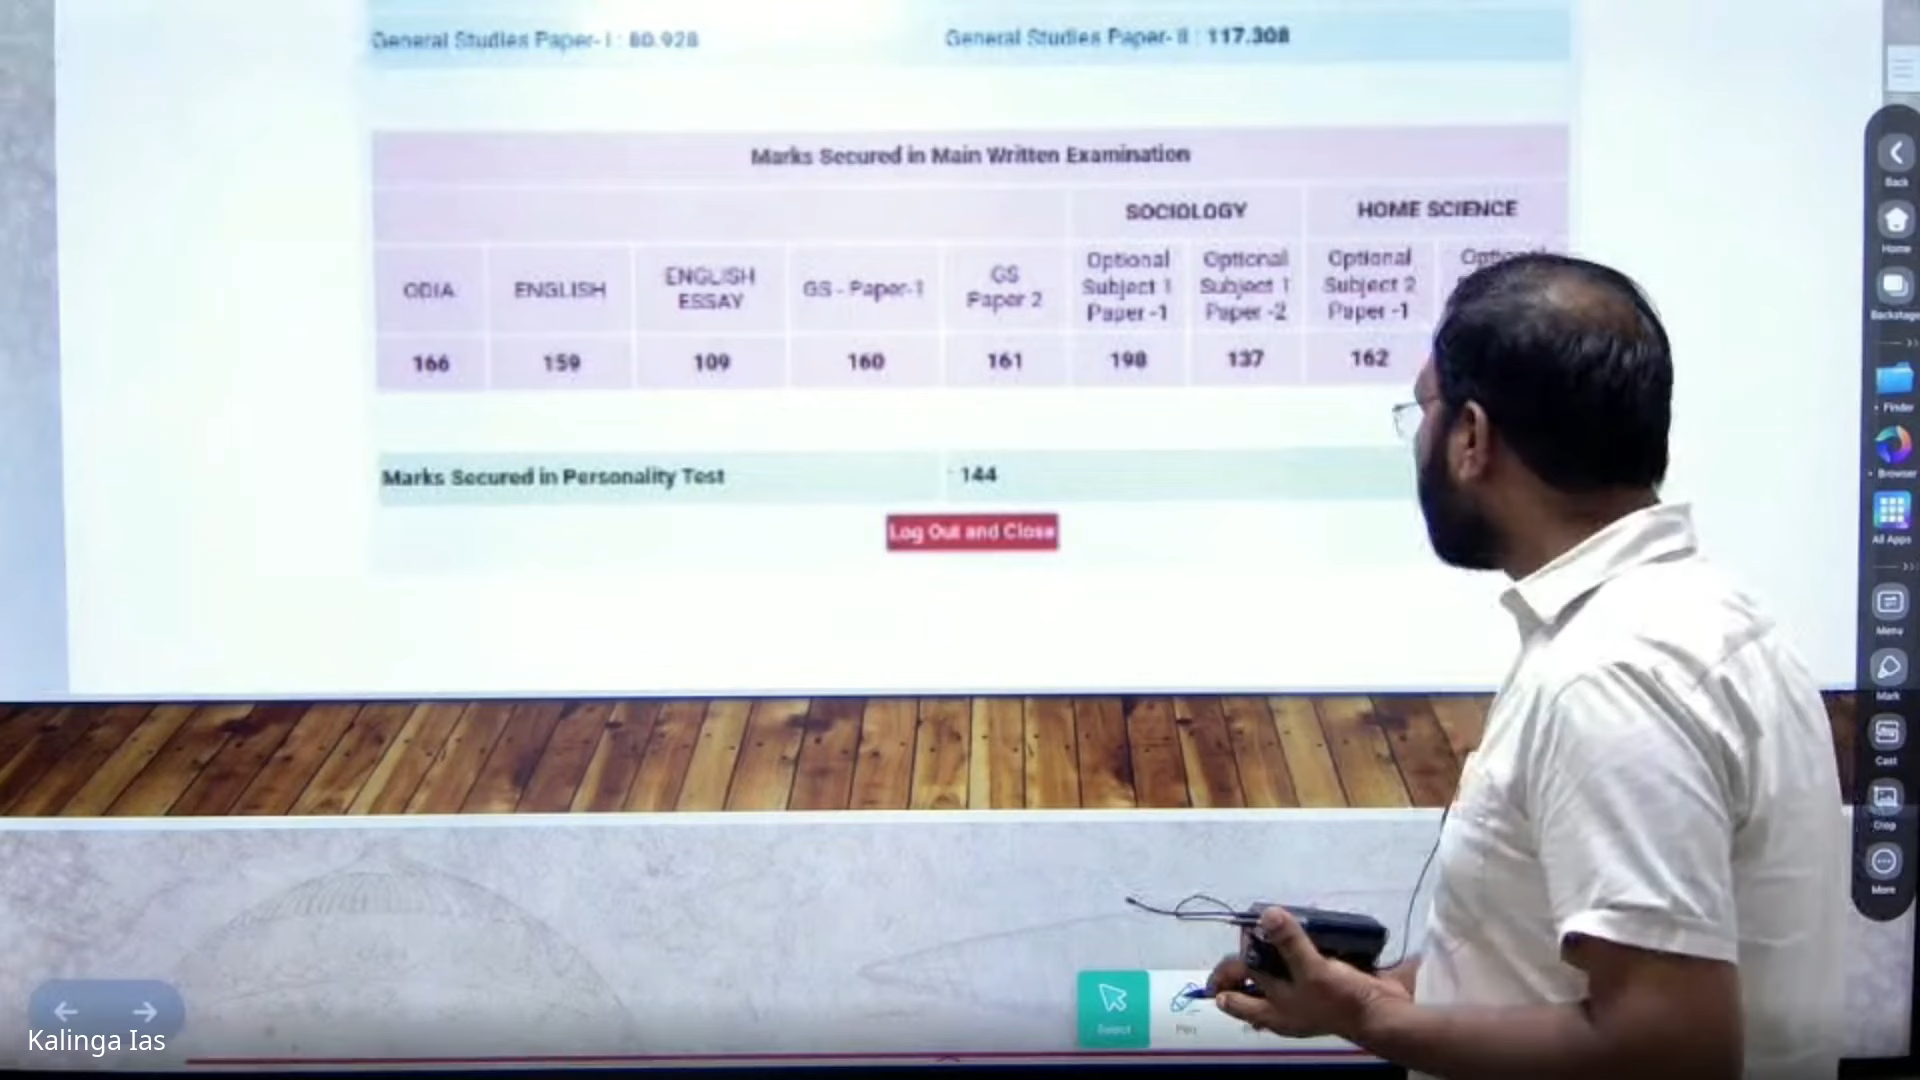 General Studies Paper- I : 80.928
General Studies Paper- II : 117.308
Marks Secured in Main Written Examination
SOCIOLOGY
HOME SCIENCE
ODIA
ENGLISH
ENGLISH
ESSAY
GS - Paper-1
GS
Paper 2
Optional
Subject 1
Paper -1
Optional
Subject 1
Paper -2
Optional
Subject 2
Paper -1
166
159
109
160
161
198
137
162
Marks Secured in Personality Test
144
Log Out and Close
Back
Home
Backstage
Finder
Browser
All Apps
Menu
Mark
Cast
Crop
More
Select
Pen
Kalinga Ias